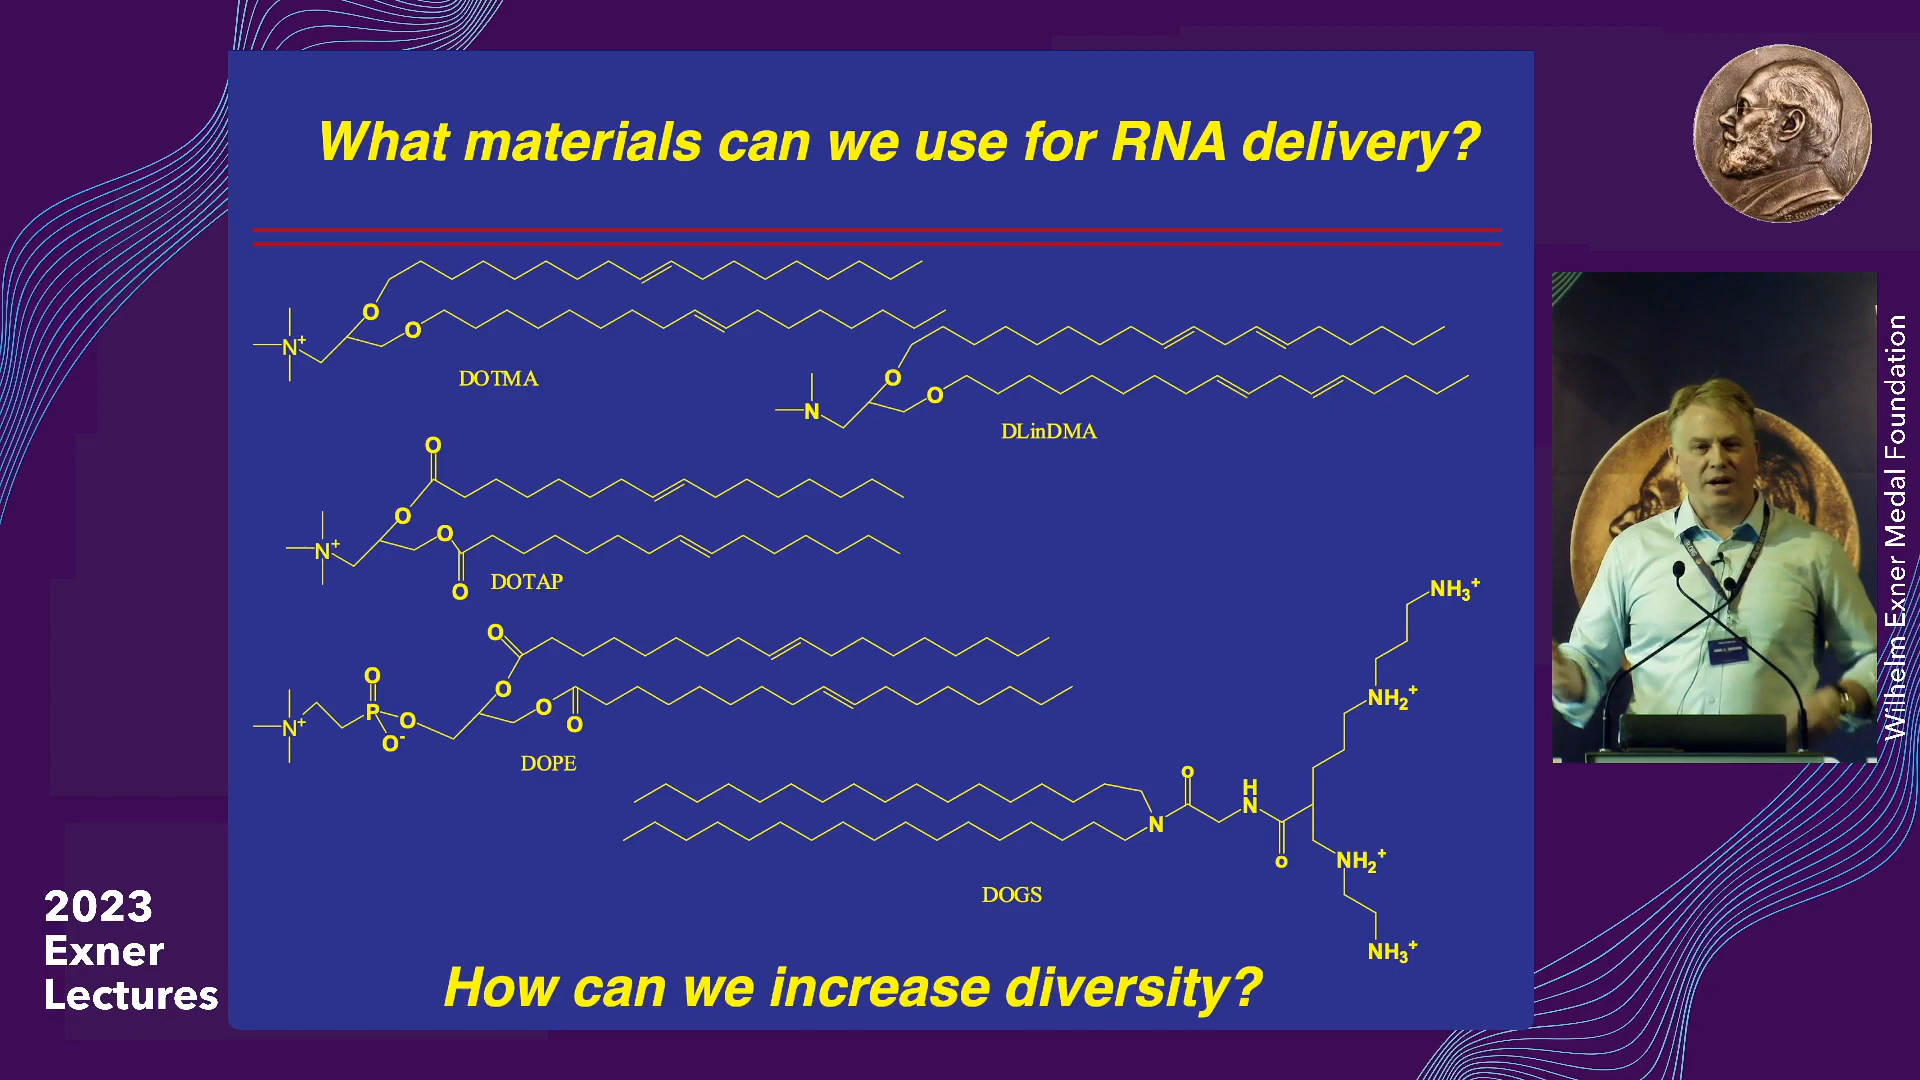 What materials can we use for RNA delivery?
O
O
N+
DOTMA
O
O
N
DLinDMA
O
O
O
N+
O
DOTAP
O
O
O
P
O
O
N+
O-
O
DOPE
NH3+
NH2+
O
H
N
N
O
NH2+
NH3+
DOGS
How can we increase diversity?
2023
Exner
Lectures
Wilhelm Exner Medal Foundation